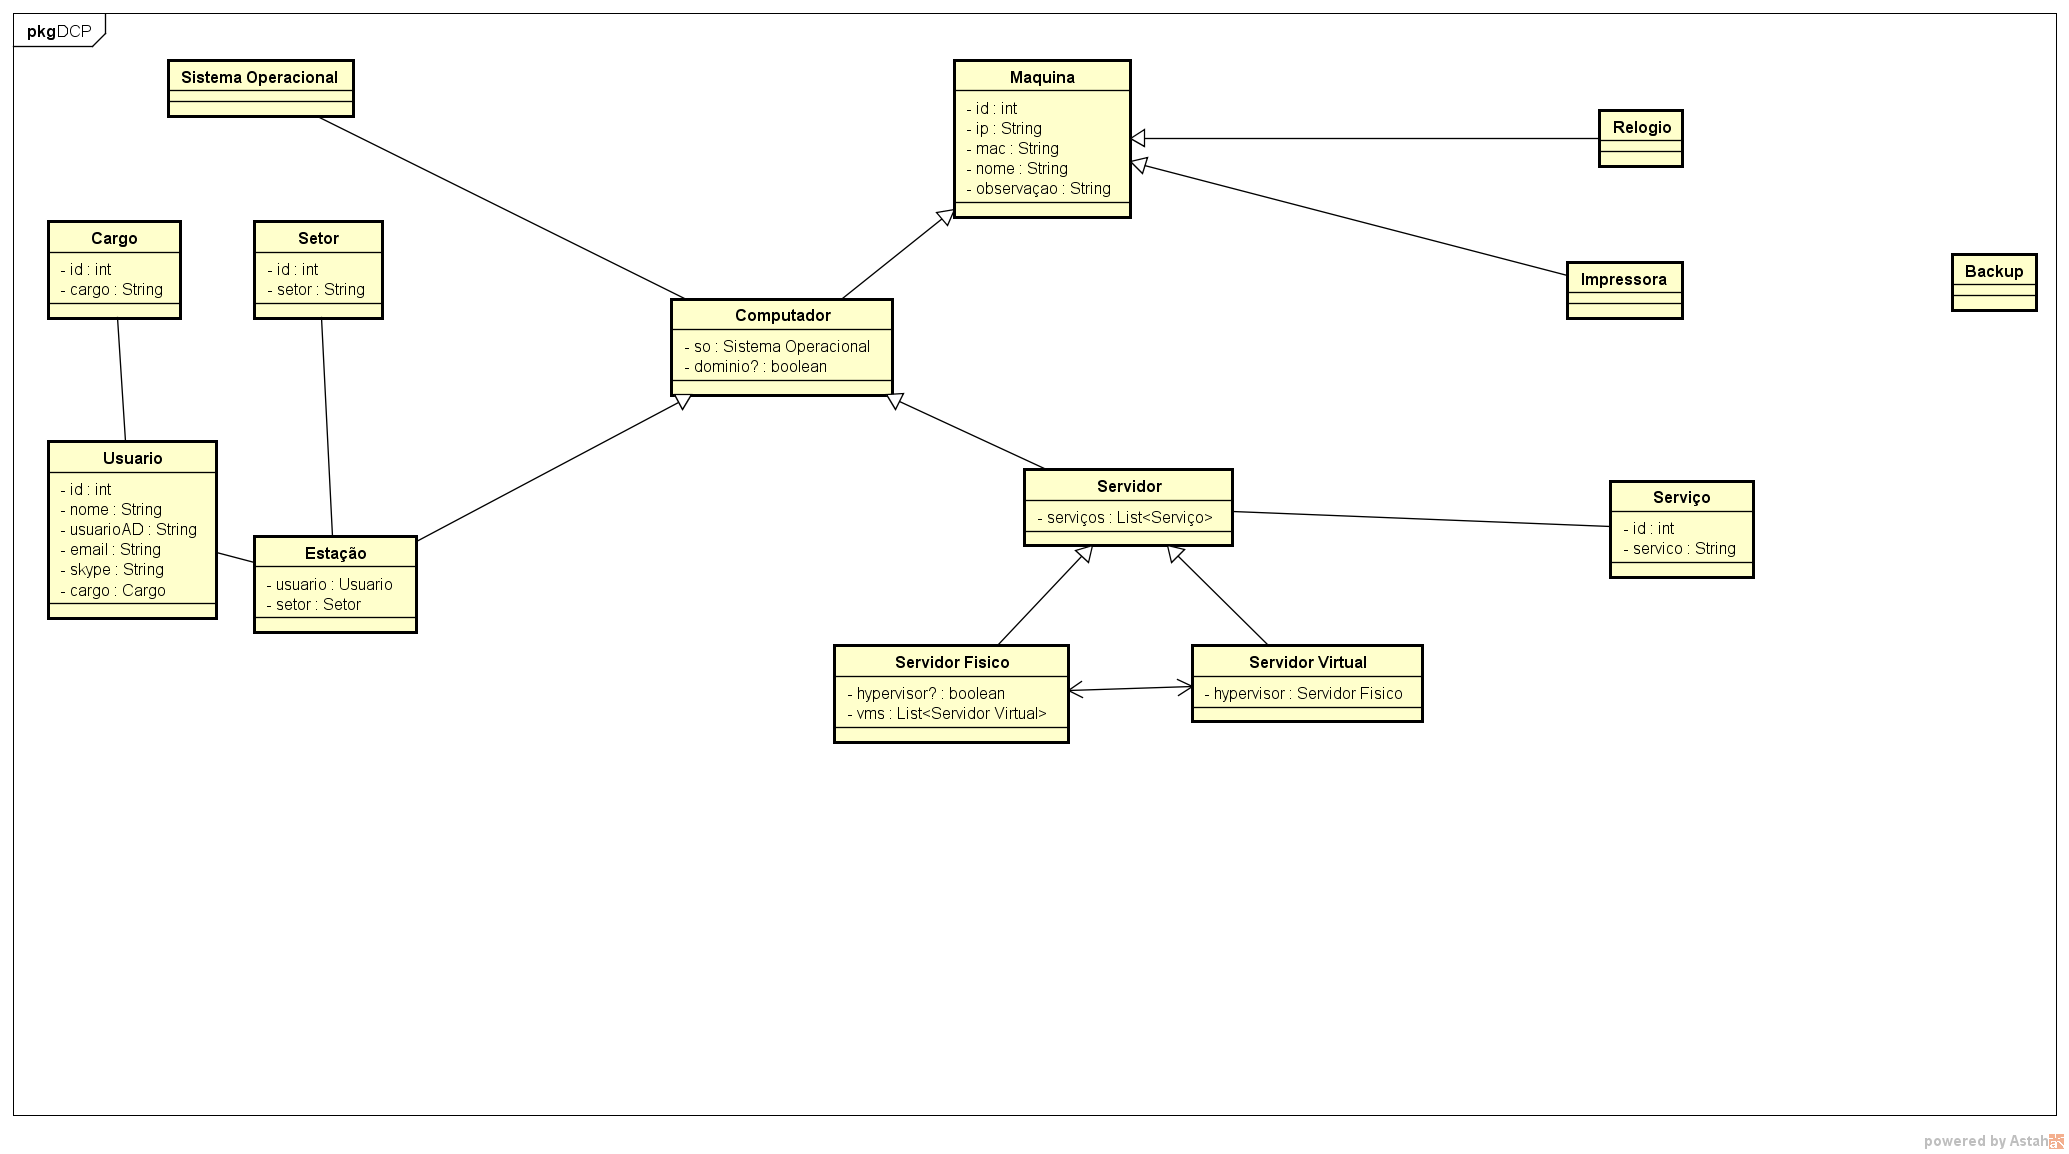 pkg DCP
Sistema Operacional
Maquina
- id : int
- ip : String
- mac : String
- nome : String
- observaçao : String
Relogio
Cargo
- id : int
- cargo : String
Setor
- id : int
- setor : String
Impressora
Backup
Computador
- so : Sistema Operacional
- dominio? : boolean
Usuario
- id : int
- nome : String
- usuarioAD : String
- email : String
- skype : String
- cargo : Cargo
Estação
- usuario : Usuario
- setor : Setor
Servidor
- serviços : List<Serviço>
Serviço
- id : int
- servico : String
Servidor Fisico
- hypervisor? : boolean
- vms : List<Servidor Virtual>
Servidor Virtual
- hypervisor : Servidor Fisico
powered by Astah